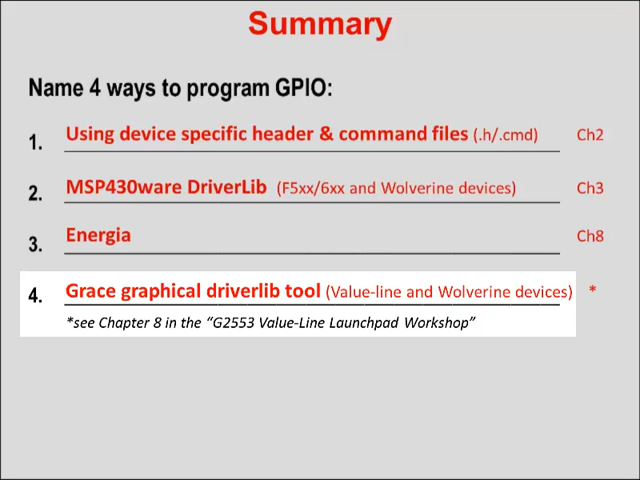 Summary
Name 4 ways to program GPIO:
1. Using device specific header & command files (.h/.cmd) Ch2
2. MSP430ware DriverLib (F5xx/6xx and Wolverine devices) Ch3
3. Energia Ch8
4. Grace graphical driverlib tool (Value-line and Wolverine devices) *
*see Chapter 8 in the “G2553 Value-Line Launchpad Workshop”